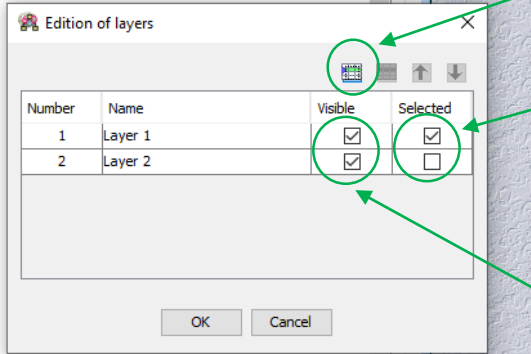 Edition of layers
Number Name Visible Selected
1 Layer 1
2 Layer 2
OK Cancel